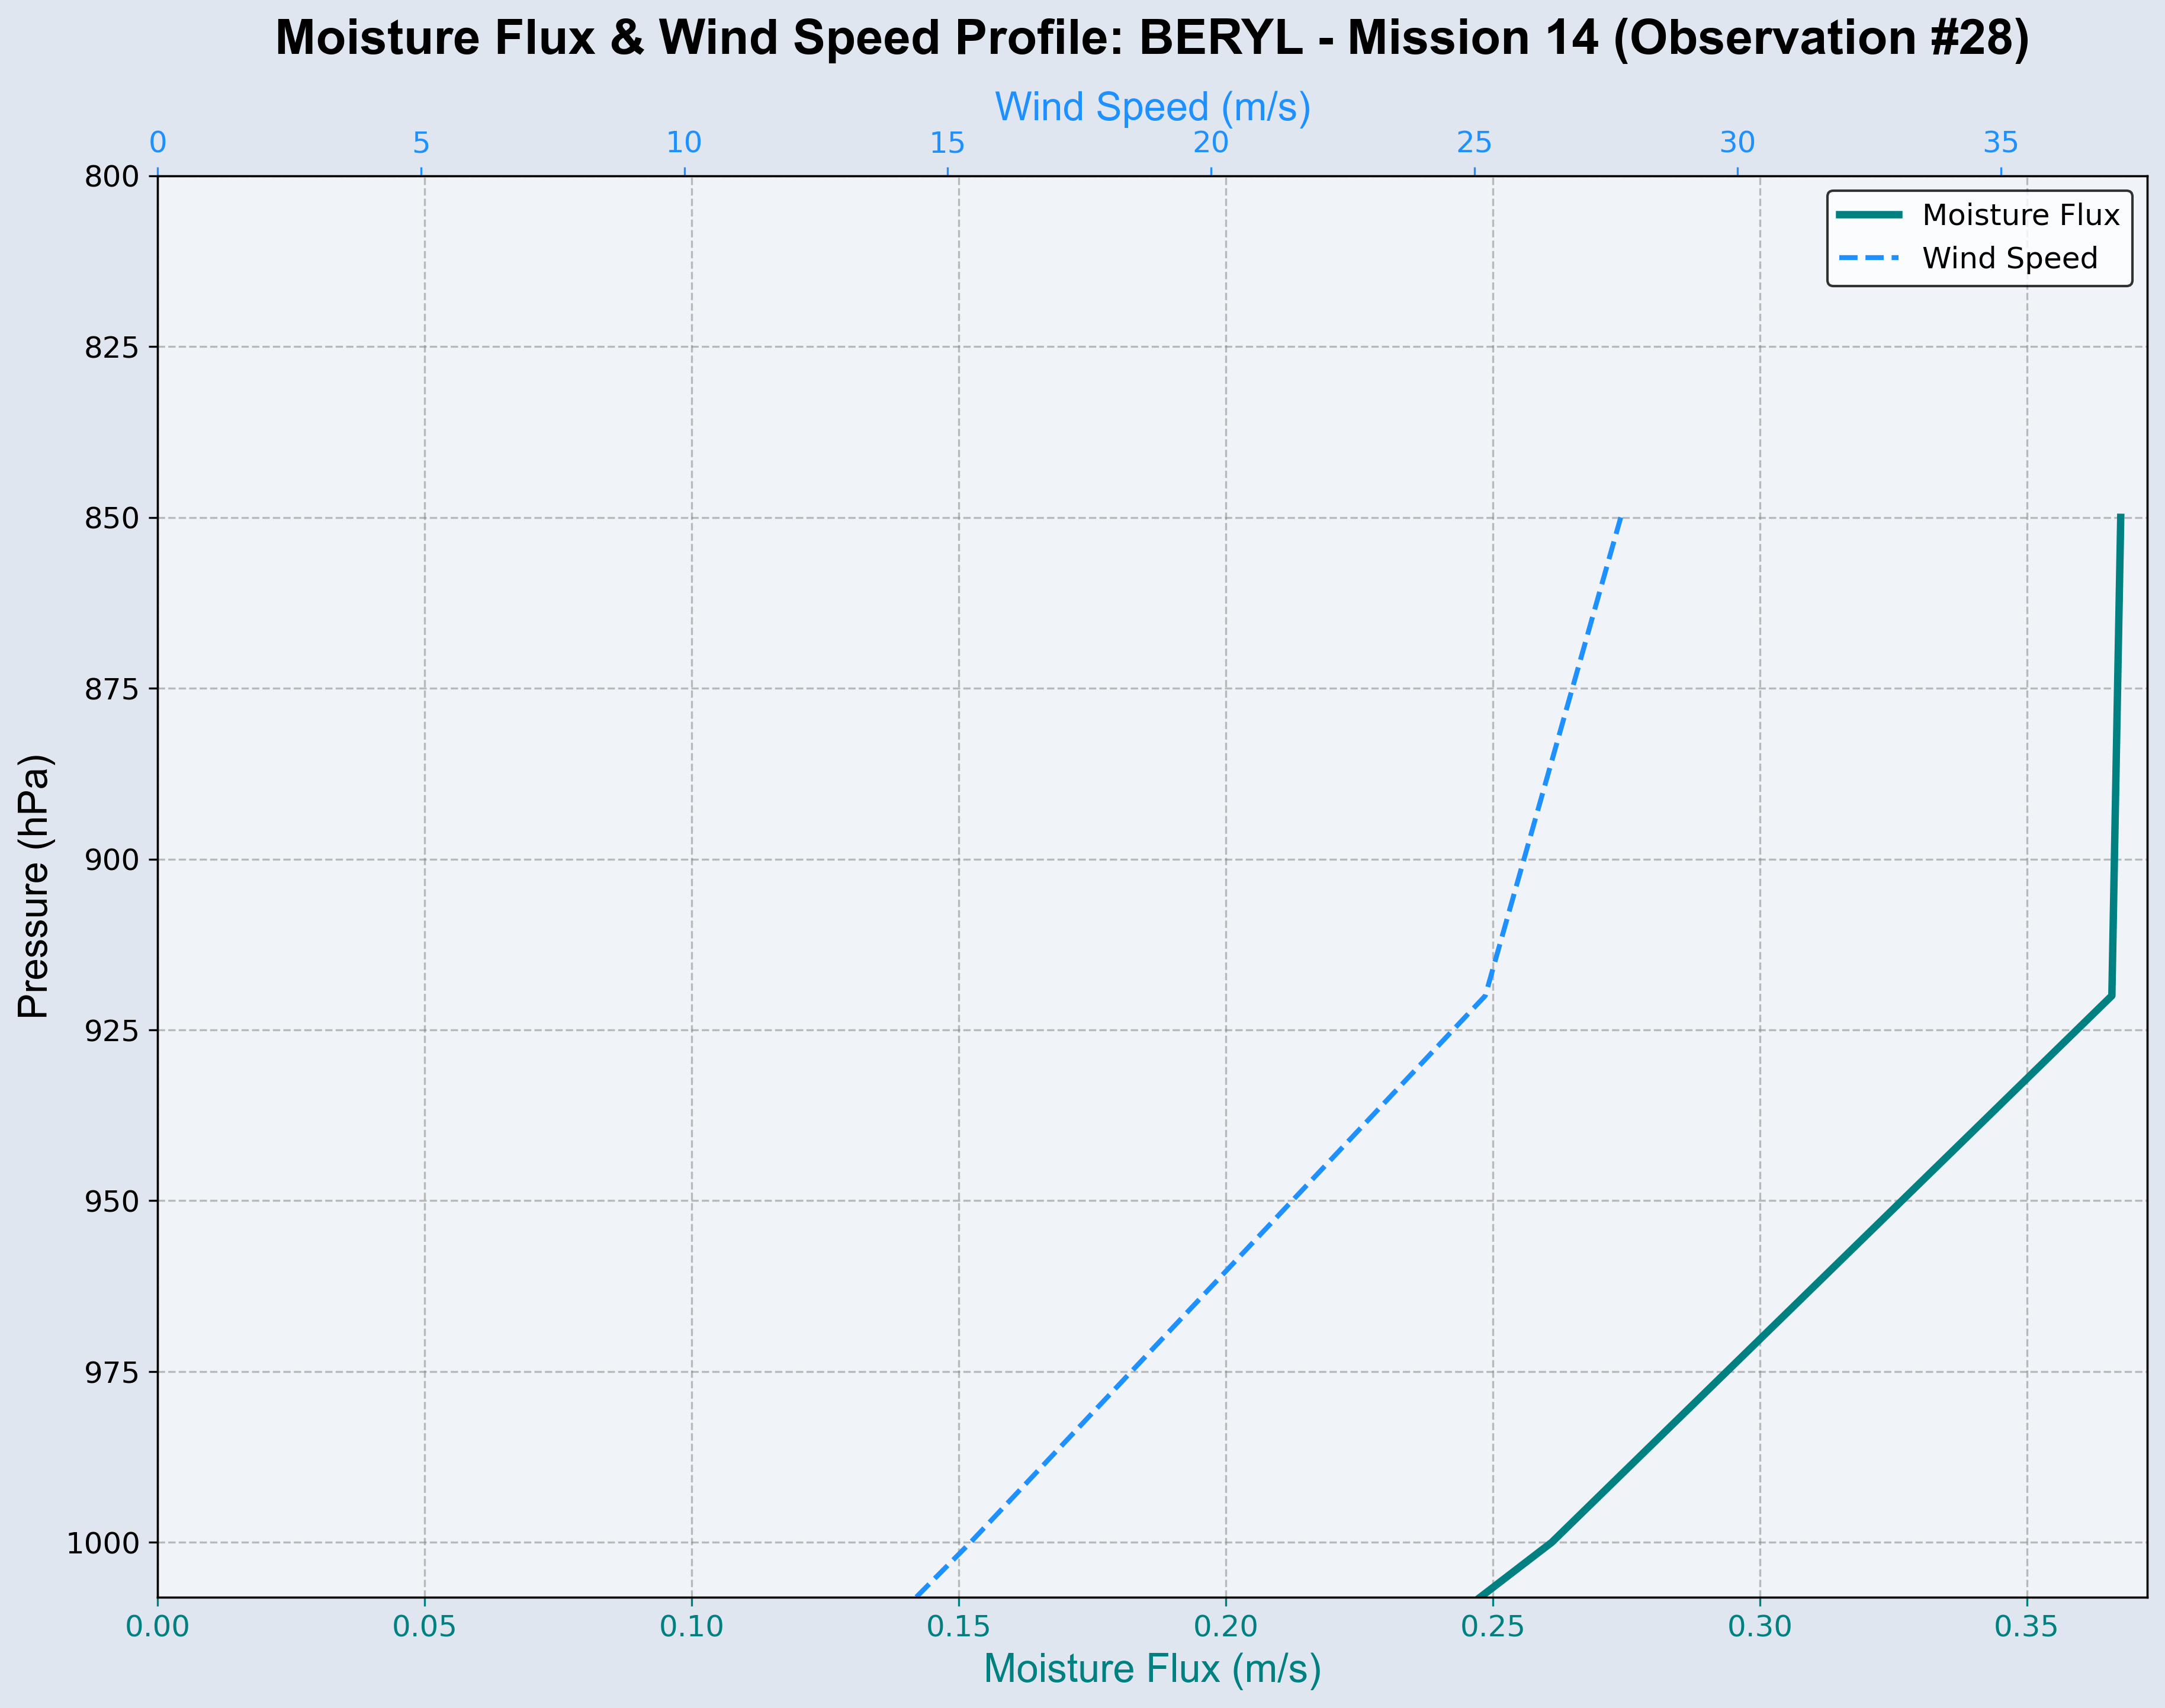 Moisture Flux & Wind Speed Profile: BERYL - Mission 14 (Observation #28)
Wind Speed (m/s)
0 5 10 15 20 25 30 35
Moisture Flux
Wind Speed
Pressure (hPa)
800
825
850
875
900
925
950
975
1000
0.00 0.05 0.10 0.15 0.20 0.25 0.30 0.35
Moisture Flux (m/s)